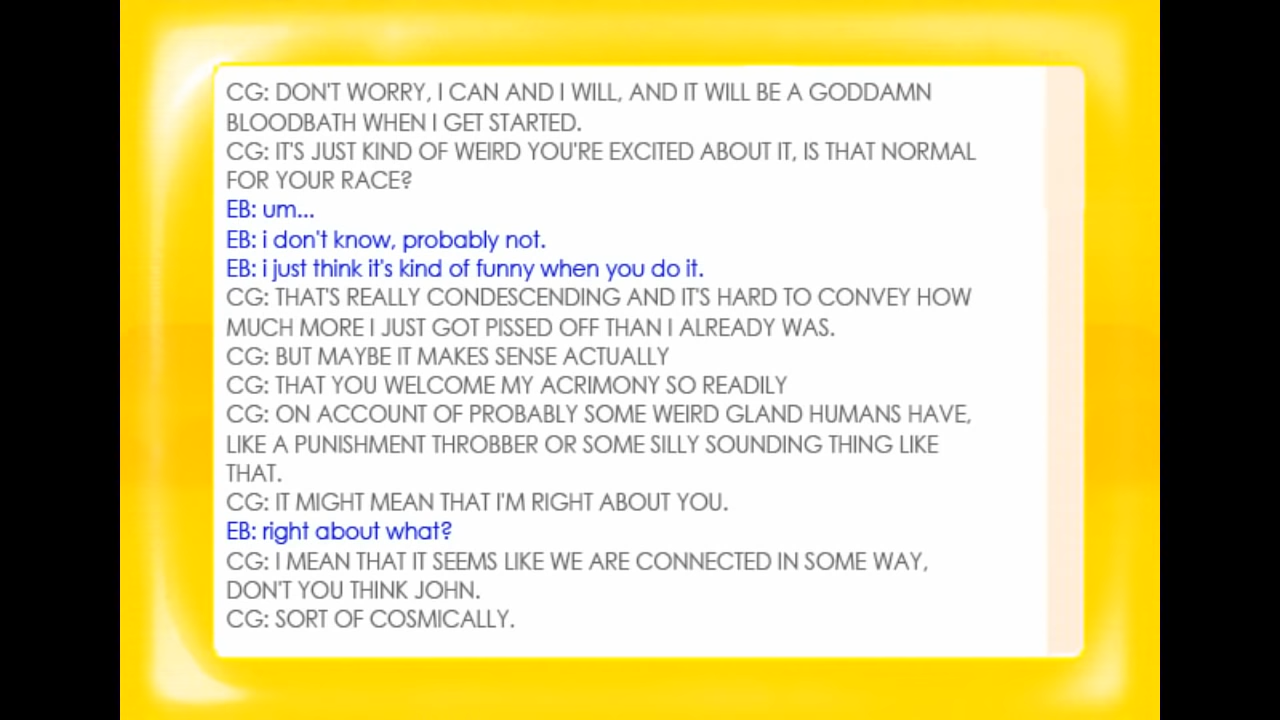 CG: DON'T WORRY, I CAN AND I WILL, AND IT WILL BE A GODDAMN
BLOODBATH WHEN I GET STARTED.
CG: IT'S JUST KIND OF WEIRD YOU'RE EXCITED ABOUT IT, IS THAT NORMAL
FOR YOUR RACE?
EB: um...
EB: i don't know, probably not.
EB: i just think it's kind of funny when you do it.
CG: THAT'S REALLY CONDESCENDING AND IT'S HARD TO CONVEY HOW
MUCH MORE I JUST GOT PISSED OFF THAN I ALREADY WAS.
CG: BUT MAYBE IT MAKES SENSE ACTUALLY
CG: THAT YOU WELCOME MY ACRIMONY SO READILY
CG: ON ACCOUNT OF PROBABLY SOME WEIRD GLAND HUMANS HAVE,
LIKE A PUNISHMENT THROBBER OR SOME SILLY SOUNDING THING LIKE
THAT.
CG: IT MIGHT MEAN THAT I'M RIGHT ABOUT YOU.
EB: right about what?
CG: I MEAN THAT IT SEEMS LIKE WE ARE CONNECTED IN SOME WAY,
DON'T YOU THINK JOHN.
CG: SORT OF COSMICALLY.